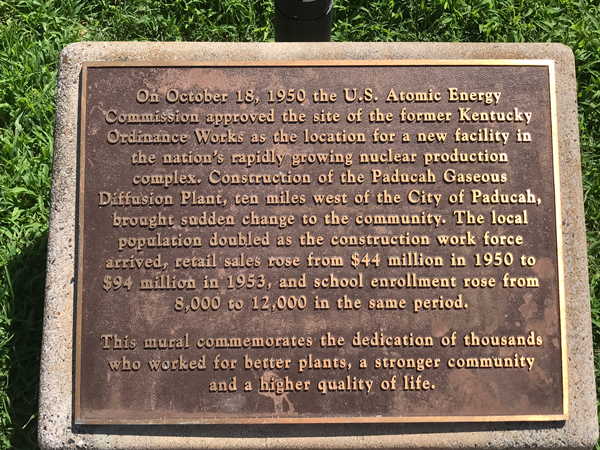 On October 18, 1950 the U.S. Atomic Energy
Commission approved the site of the former Kentucky
Ordinance Works as the location for a new facility in
the nation's rapidly growing nuclear production
complex. Construction of the Paducah Gaseous
Diffusion Plant, ten miles west of the City of Paducah,
brought sudden change to the community. The local
population doubled as the construction work force
arrived, retail sales rose from $44 million in 1950 to
$94 million in 1953, and school enrollment rose from
8,000 to 12,000 in the same period.
This mural commemorates the dedication of thousands
who worked for better plants, a stronger community
and a higher quality of life.